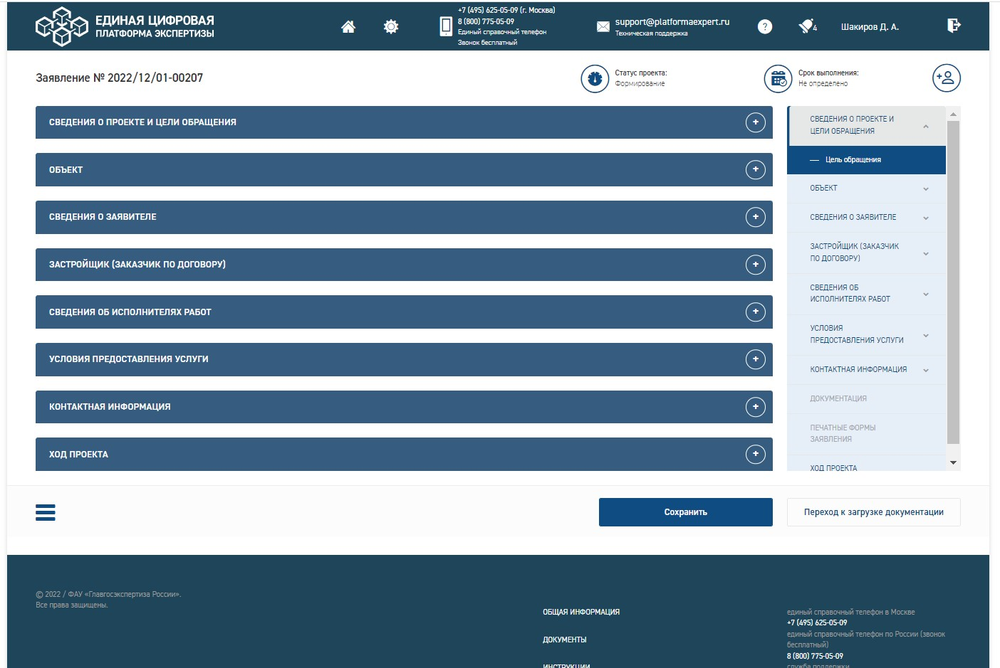 ЕДИНАЯ ЦИФРОВАЯ
ПЛАТФОРМА ЭКСПЕРТИЗЫ
+7 (495) 625-05-09 (г. Москва)
8 (800) 775-05-09
Единый справочный телефон
Звонок бесплатный
support@platformaexpert.ru
Техническая поддержка
?
4
Шакиров Д. А.
Заявление № 2022/12/01-00207
Статус проекта:
Формирование
Срок выполнения:
Не определено
СВЕДЕНИЯ О ПРОЕКТЕ И ЦЕЛИ ОБРАЩЕНИЯ
ОБЪЕКТ
СВЕДЕНИЯ О ЗАЯВИТЕЛЕ
ЗАСТРОЙЩИК (ЗАКАЗЧИК ПО ДОГОВОРУ)
СВЕДЕНИЯ ОБ ИСПОЛНИТЕЛЯХ РАБОТ
УСЛОВИЯ ПРЕДОСТАВЛЕНИЯ УСЛУГИ
КОНТАКТНАЯ ИНФОРМАЦИЯ
ХОД ПРОЕКТА
СВЕДЕНИЯ О ПРОЕКТЕ И
ЦЕЛИ ОБРАЩЕНИЯ
— Цель обращения
ОБЪЕКТ
СВЕДЕНИЯ О ЗАЯВИТЕЛЕ
ЗАСТРОЙЩИК (ЗАКАЗЧИК
ПО ДОГОВОРУ)
СВЕДЕНИЯ ОБ
ИСПОЛНИТЕЛЯХ РАБОТ
УСЛОВИЯ
ПРЕДОСТАВЛЕНИЯ УСЛУГИ
КОНТАКТНАЯ ИНФОРМАЦИЯ
ДОКУМЕНТАЦИЯ
ПЕЧАТНЫЕ ФОРМЫ
ЗАЯВЛЕНИЯ
ХОД ПРОЕКТА
Сохранить
Переход к загрузке документации
© 2022 / ФАУ «Главгосэкспертиза России».
Все права защищены.
ОБЩАЯ ИНФОРМАЦИЯ
ДОКУМЕНТЫ
ИНСТРУКЦИИ
единый справочный телефон в Москве
+7 (495) 625-05-09
единый справочный телефон по России (звонок
бесплатный)
8 (800) 775-05-09
служба поддержки